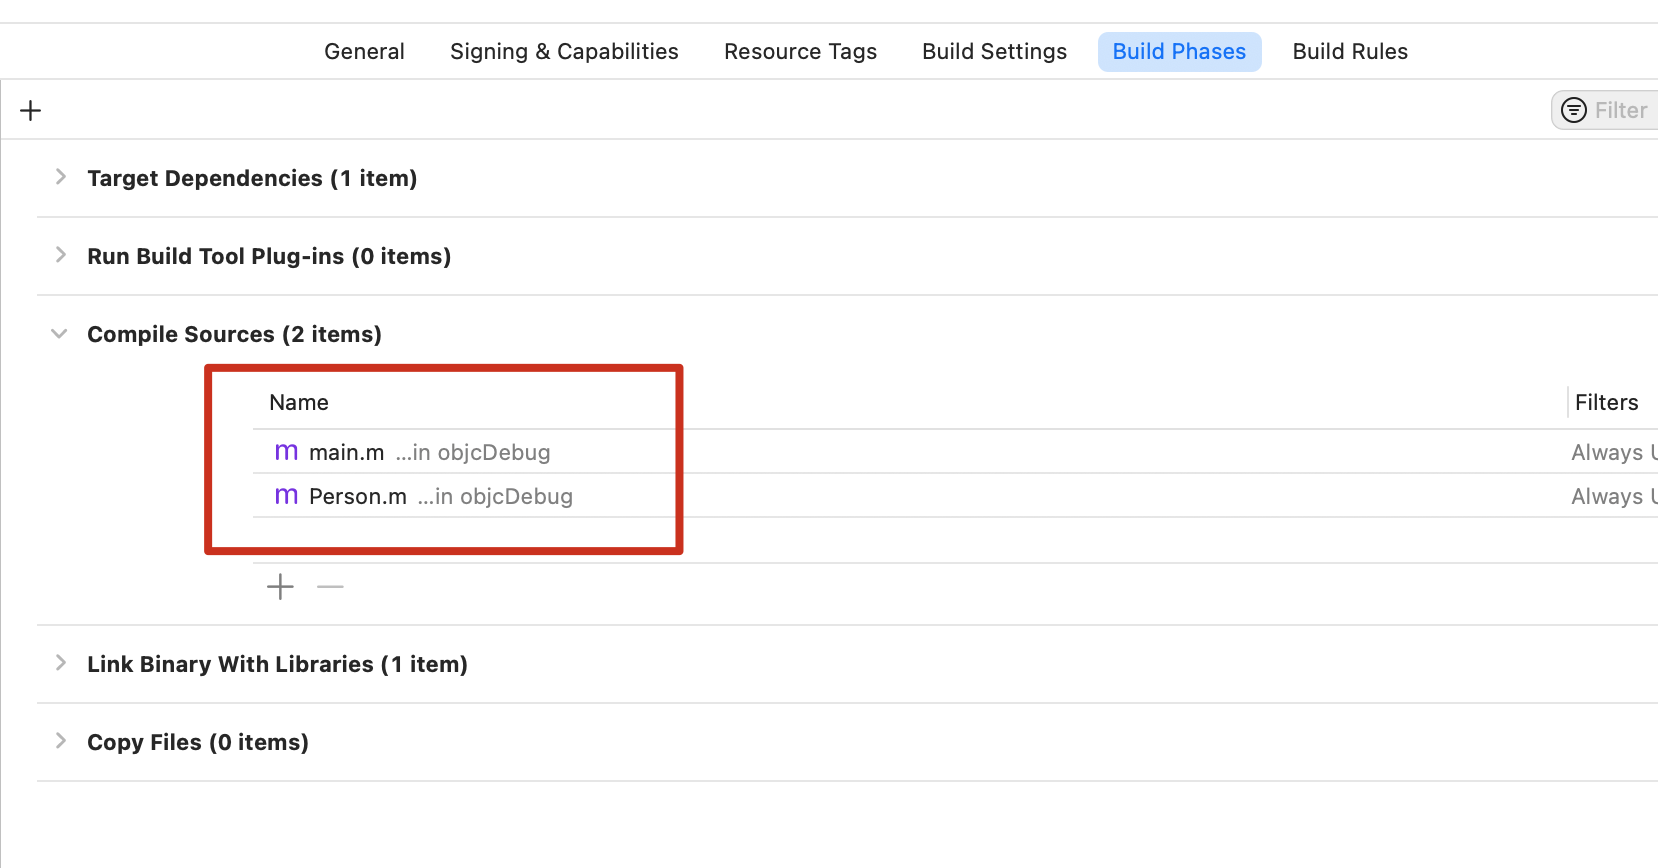 General Signing & Capabilities Resource Tags Build Settings Build Phases Build Rules
Filter
Target Dependencies (1 item)
Run Build Tool Plug-ins (0 items)
Compile Sources (2 items)
Name Filters
m main.m ...in objcDebug Always U
m Person.m ...in objcDebug Always U
Link Binary With Libraries (1 item)
Copy Files (0 items)